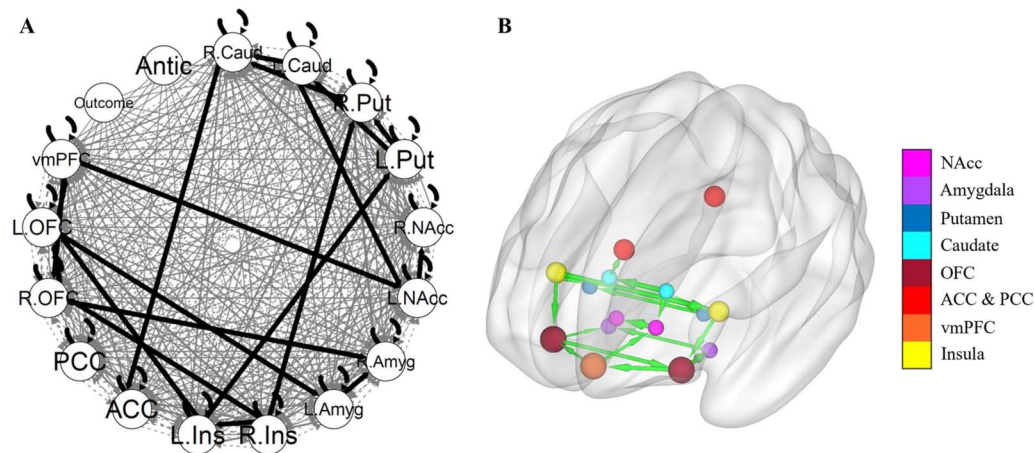 A
B
R.Caud
L.Caud
Antic
R.Put
Outcome
L.Put
vmPFC
R.NAcc
L.OFC
L.NAcc
R.OFC
R.Amyg
PCC
L.Amyg
ACC
L.Ins
R.Ins
NAcc
Amygdala
Putamen
Caudate
OFC
ACC & PCC
vmPFC
Insula